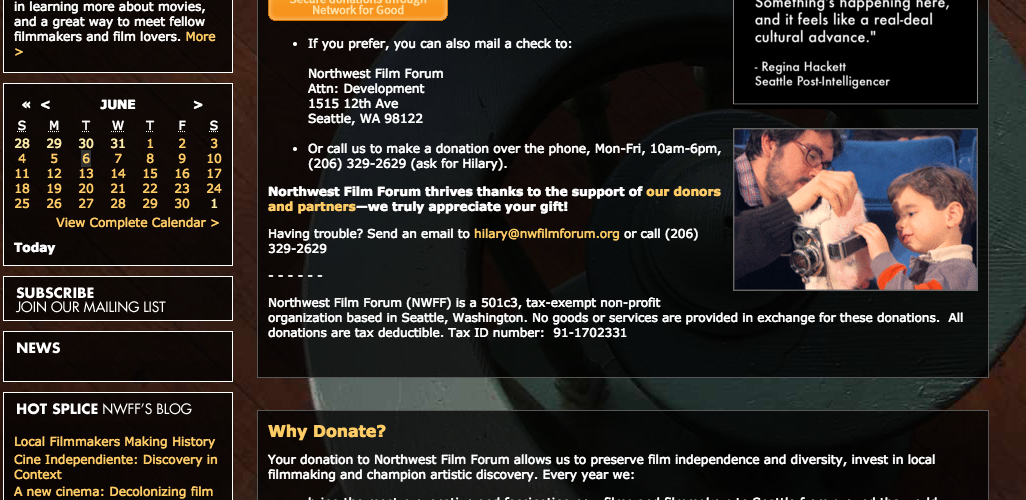 in learning more about movies,
and a great way to meet fellow
filmmakers and film lovers. More
>
« < JUNE >
S M T W T F S
28 29 30 31 1 2 3
4 5 6 7 8 9 10
11 12 13 14 15 16 17
18 19 20 21 22 23 24
25 26 27 28 29 30 1
View Complete Calendar >
Today
SUBSCRIBE
JOIN OUR MAILING LIST
NEWS
HOT SPLICE NWFF'S BLOG
Local Filmmakers Making History
Cine Independiente: Discovery in
Context
A new cinema: Decolonizing film
Secure donations through
Network for Good
• If you prefer, you can also mail a check to:
Northwest Film Forum
Attn: Development
1515 12th Ave
Seattle, WA 98122
• Or call us to make a donation over the phone, Mon-Fri, 10am-6pm,
(206) 329-2629 (ask for Hilary).
Northwest Film Forum thrives thanks to the support of our donors
and partners—we truly appreciate your gift!
Having trouble? Send an email to hilary@nwfilmforum.org or call (206)
329-2629
- - - - - -
Northwest Film Forum (NWFF) is a 501c3, tax-exempt non-profit
organization based in Seattle, Washington. No goods or services are provided in exchange for these donations. All
donations are tax deductible. Tax ID number: 91-1702331
Something's happening here,
and it feels like a real-deal
cultural advance."
- Regina Hackett
Seattle Post-Intelligencer
Why Donate?
Your donation to Northwest Film Forum allows us to preserve film independence and diversity, invest in local
filmmaking and champion artistic discovery. Every year we: